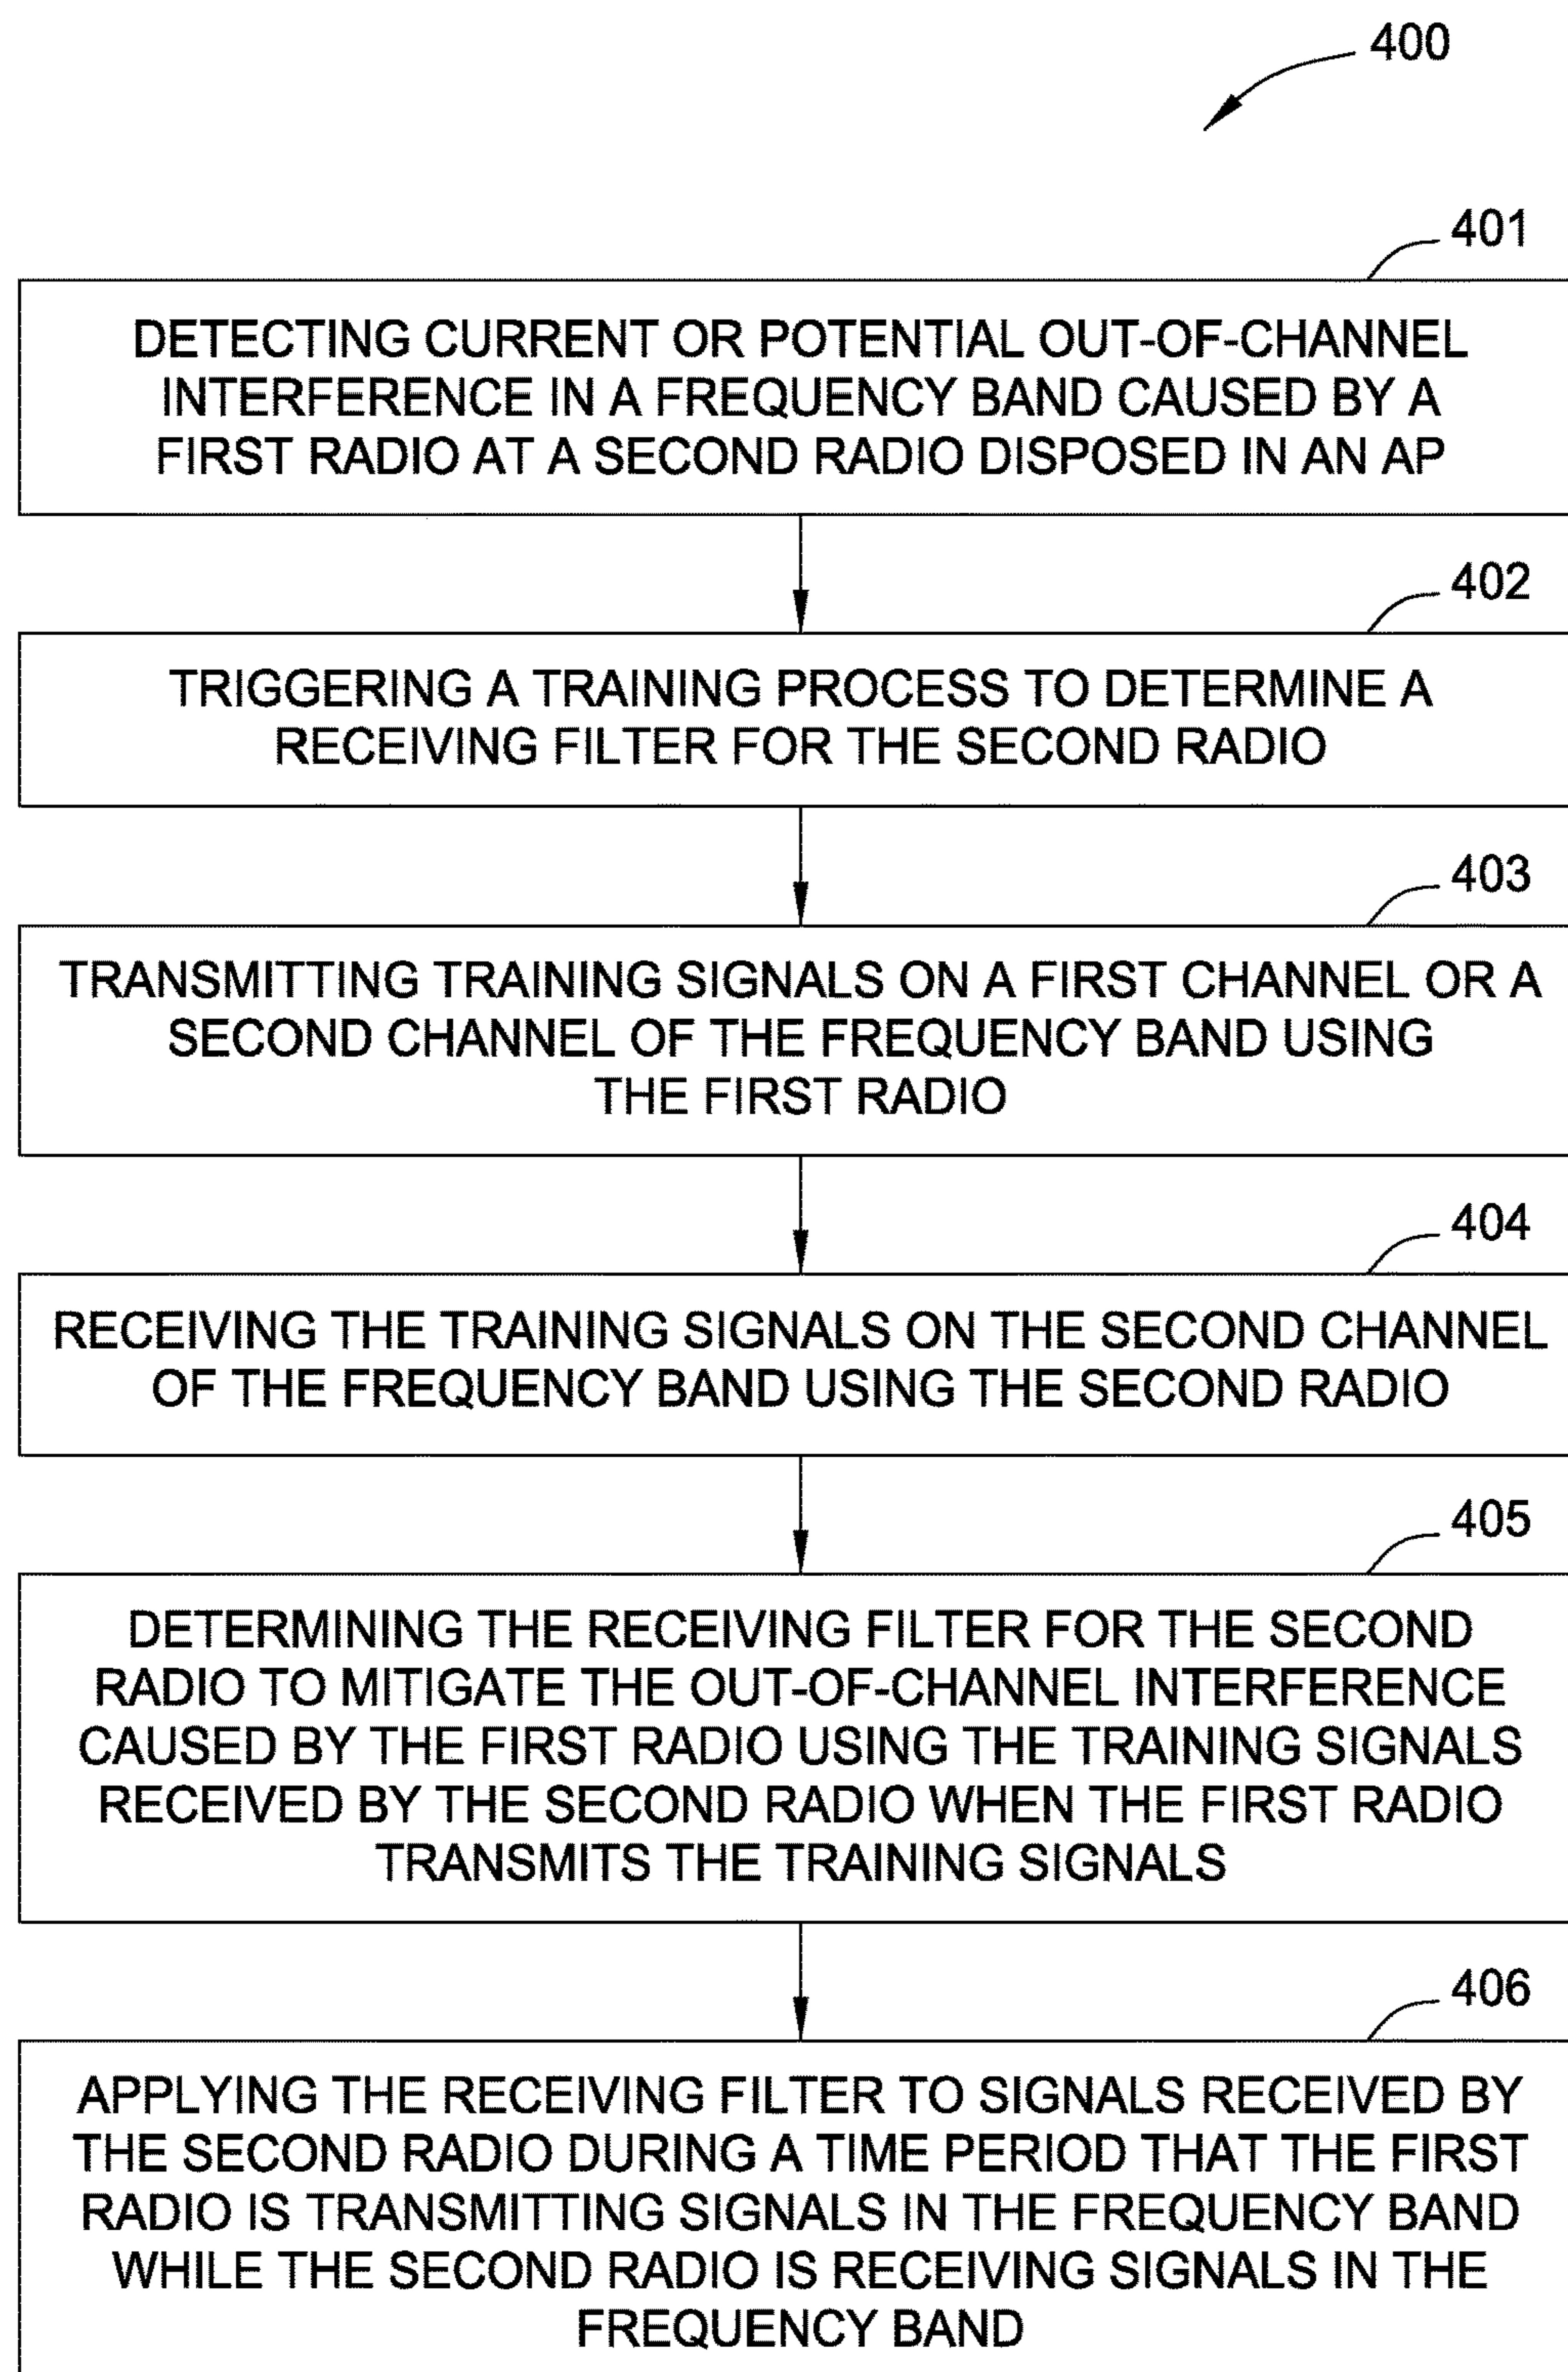 400
401
DETECTING CURRENT OR POTENTIAL OUT-OF-CHANNEL
INTERFERENCE IN A FREQUENCY BAND CAUSED BY A
FIRST RADIO AT A SECOND RADIO DISPOSED IN AN AP
402
TRIGGERING A TRAINING PROCESS TO DETERMINE A
RECEIVING FILTER FOR THE SECOND RADIO
403
TRANSMITTING TRAINING SIGNALS ON A FIRST CHANNEL OR A
SECOND CHANNEL OF THE FREQUENCY BAND USING
THE FIRST RADIO
404
RECEIVING THE TRAINING SIGNALS ON THE SECOND CHANNEL
OF THE FREQUENCY BAND USING THE SECOND RADIO
405
DETERMINING THE RECEIVING FILTER FOR THE SECOND
RADIO TO MITIGATE THE OUT-OF-CHANNEL INTERFERENCE
CAUSED BY THE FIRST RADIO USING THE TRAINING SIGNALS
RECEIVED BY THE SECOND RADIO WHEN THE FIRST RADIO
TRANSMITS THE TRAINING SIGNALS
406
APPLYING THE RECEIVING FILTER TO SIGNALS RECEIVED BY
THE SECOND RADIO DURING A TIME PERIOD THAT THE FIRST
RADIO IS TRANSMITTING SIGNALS IN THE FREQUENCY BAND
WHILE THE SECOND RADIO IS RECEIVING SIGNALS IN THE
FREQUENCY BAND